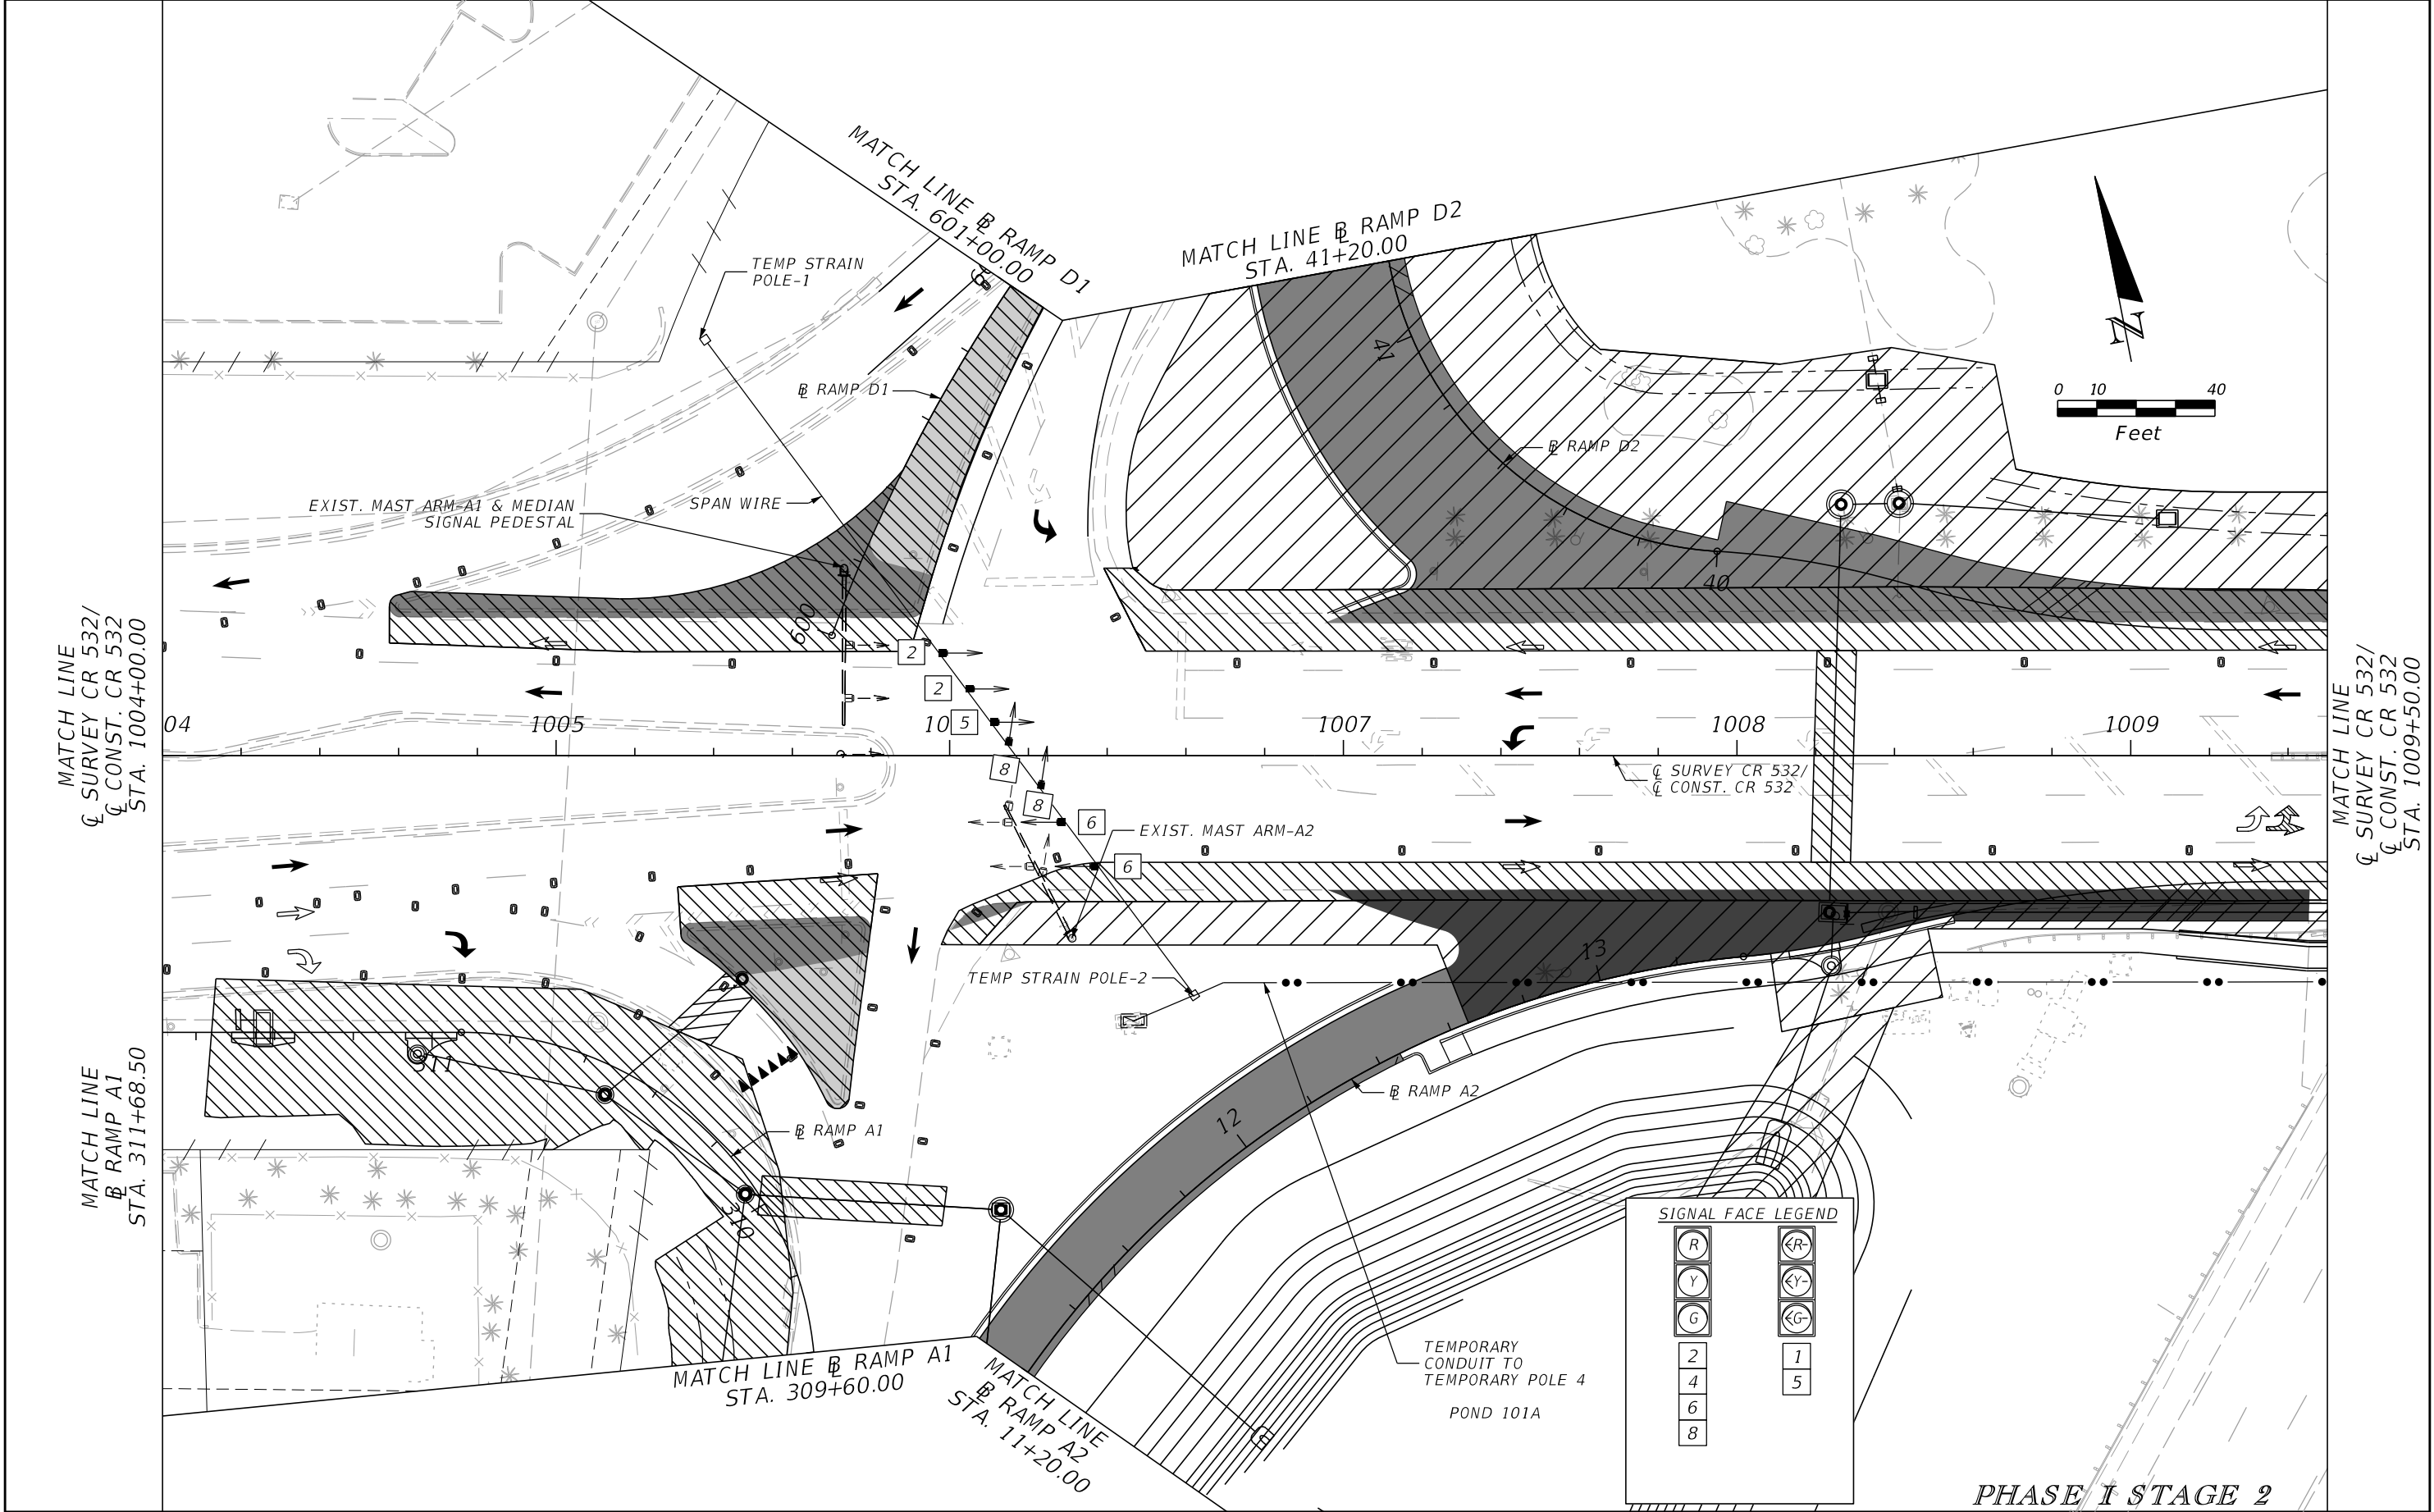 MATCH LINE ⅊ RAMP D1
STA. 601+00.00
MATCH LINE ⅊ RAMP D2
STA. 41+20.00
TEMP STRAIN
POLE-1
N
0 10 40
Feet
41
℄ RAMP D1
℄ RAMP D2
EXIST. MAST ARM-A1 & MEDIAN
SIGNAL PEDESTAL
SPAN WIRE
40
600
MATCH LINE
℄ SURVEY CR 532/
℄ CONST. CR 532
STA. 1004+00.00
04
1005
10
1007
1008
1009
2
2
5
8
8
6
6
℄ SURVEY CR 532/
℄ CONST. CR 532
MATCH LINE
℄ SURVEY CR 532/
℄ CONST. CR 532
STA. 1009+50.00
EXIST. MAST ARM-A2
TEMP STRAIN POLE-2
13
12
311
310
MATCH LINE
⅊ RAMP A1
STA. 311+68.50
⅊ RAMP A1
⅊ RAMP A2
MATCH LINE ⅊ RAMP A1
STA. 309+60.00
MATCH LINE
⅊ RAMP A2
STA. 11+20.00
TEMPORARY
CONDUIT TO
TEMPORARY POLE 4
POND 101A
SIGNAL FACE LEGEND
R R
Y Y
G G
2 1
4 5
6
8
PHASE I STAGE 2